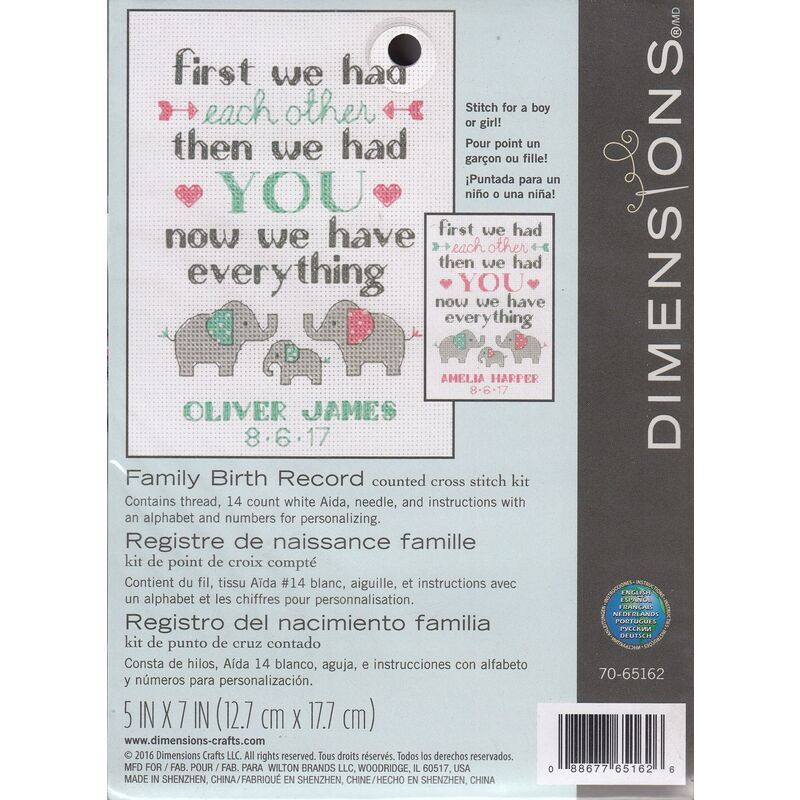 first we had
each other
then we had
YOU
now we have
everything
OLIVER JAMES
8·6·17
Stitch for a boy
or girl!
Pour point un
garçon ou fille!
¡Puntada para un
niño o una niña!
first we had
each other
then we had
YOU
now we have
everything
AMELIA HARPER
8·6·17
DIMENSIONS®/MD
Family Birth Record counted cross stitch kit
Contains thread, 14 count white Aida, needle, and instructions with
an alphabet and numbers for personalizing.
Registre de naissance famille
kit de point de croix compté
Contient du fil, tissu Aïda #14 blanc, aiguille, et instructions avec
un alphabet et les chiffres pour personnalisation.
Registro del nacimiento familia
kit de punto de cruz contado
Consta de hilos, Aída 14 blanco, aguja, e instrucciones con alfabeto
y números para personalización.
5 IN X 7 IN (12.7 cm x 17.7 cm)
www.dimensions-crafts.com
© 2016 Dimensions Crafts LLC. All rights reserved. Tous droits réservés. Todos los derechos reservados.
MFD FOR / FAB. POUR / FAB. PARA WILTON BRANDS LLC, WOODRIDGE, IL 60517, USA
MADE IN SHENZHEN, CHINA / FABRIQUÉ EN SHENZHEN, CHINE / HECHO EN SHENZHEN, CHINA
ENGLISH
ESPAÑOL
FRANÇAIS
NEDERLANDS
PORTUGUÊS
РУССКИЙ
DEUTSCH
70-65162
0 88677 65162 6